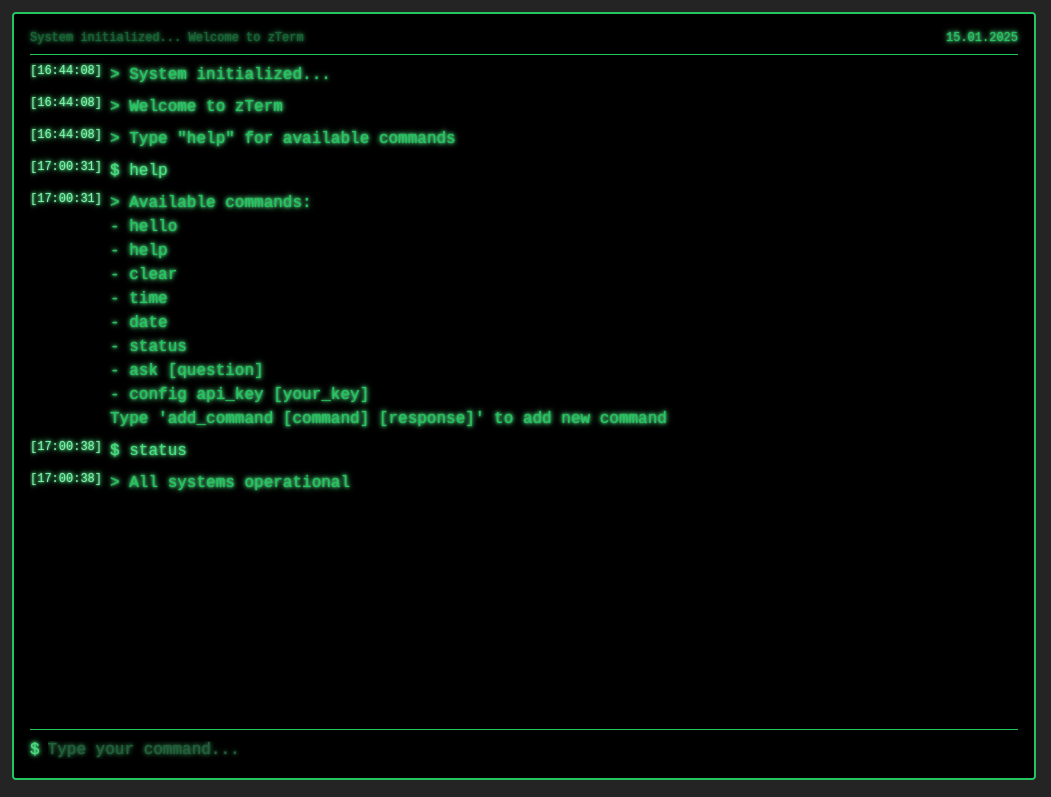 System initialized... Welcome to zTerm 15.01.2025
[16:44:08] > System initialized...
[16:44:08] > Welcome to zTerm
[16:44:08] > Type "help" for available commands
[17:00:31] $ help
[17:00:31] > Available commands:
- hello
- help
- clear
- time
- date
- status
- ask [question]
- config api_key [your_key]
Type 'add_command [command] [response]' to add new command
[17:00:38] $ status
[17:00:38] > All systems operational
$ Type your command...